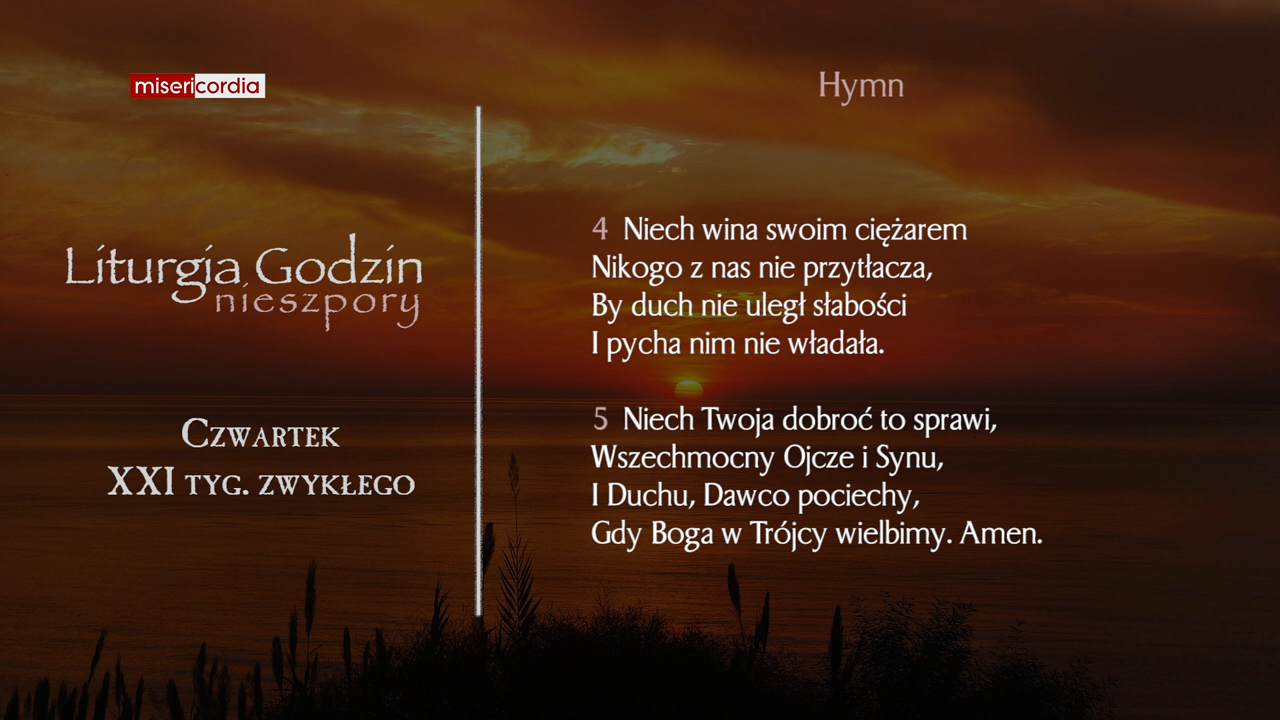 misericordia
Liturgia Godzin
nieszpory
Czwartek
XXI tyg. zwykłego
Hymn
4 Niech wina swoim ciężarem
Nikogo z nas nie przytłacza,
By duch nie uległ słabości
I pycha nim nie władała.
5 Niech Twoja dobroć to sprawi,
Wszechmocny Ojcze i Synu,
I Duchu, Dawco pociechy,
Gdy Boga w Trójcy wielbimy. Amen.